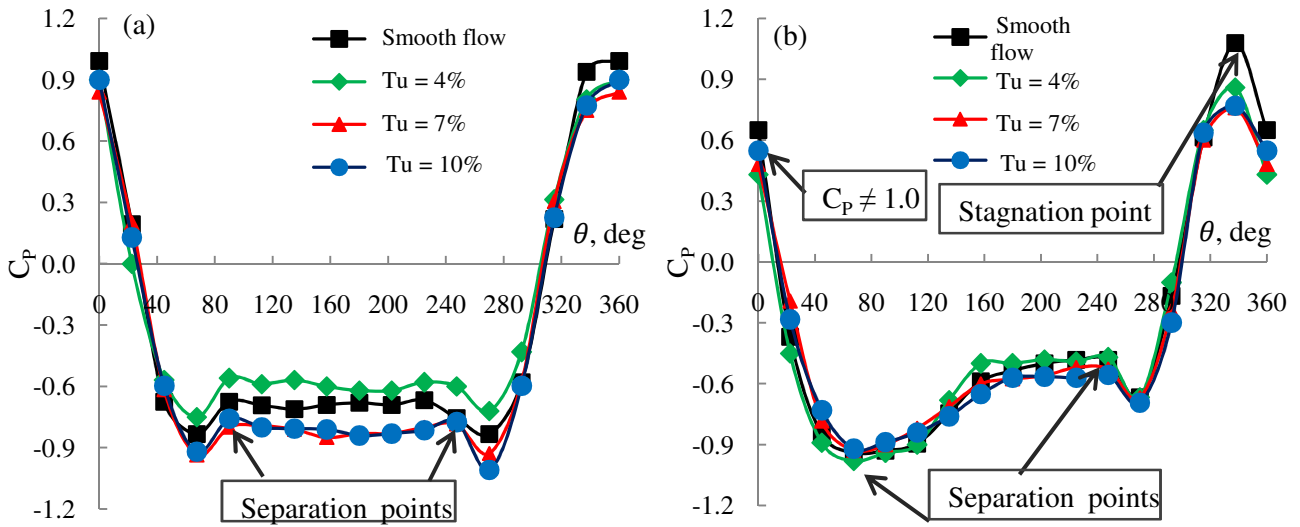 (a)
1.2
0.9
0.6
0.3
0.0
-0.3
-0.6
-0.9
-1.2
C_P
0 40 80 120 160 200 240 280 320 360
θ, deg
Smooth flow
Tu = 4%
Tu = 7%
Tu = 10%
Separation points
(b)
1.2
0.9
0.6
0.3
0.0
-0.3
-0.6
-0.9
-1.2
C_P
0 40 80 120 160 200 240 280 320 360
θ, deg
Smooth
flow
Tu = 4%
Tu = 7%
Tu = 10%
C_P ≠ 1.0
Stagnation point
Separation points